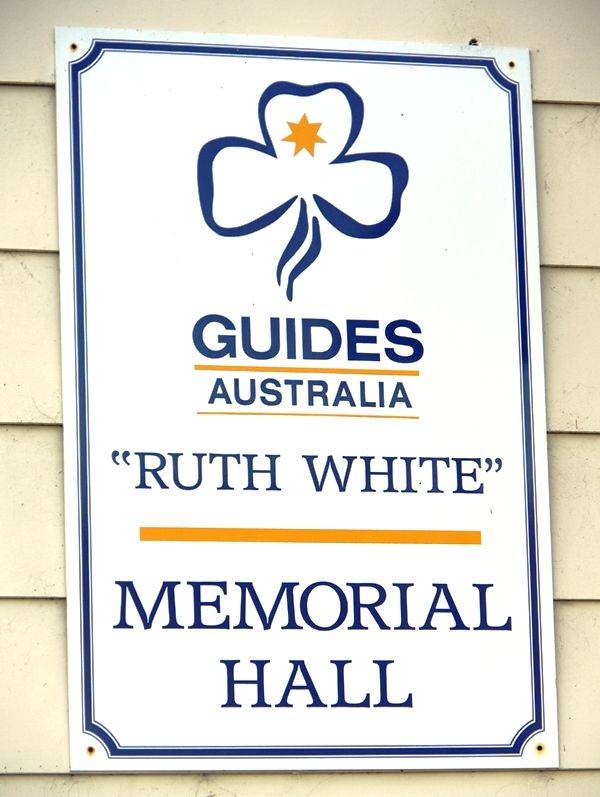 GUIDES
AUSTRALIA
“RUTH WHITE”
MEMORIAL
HALL